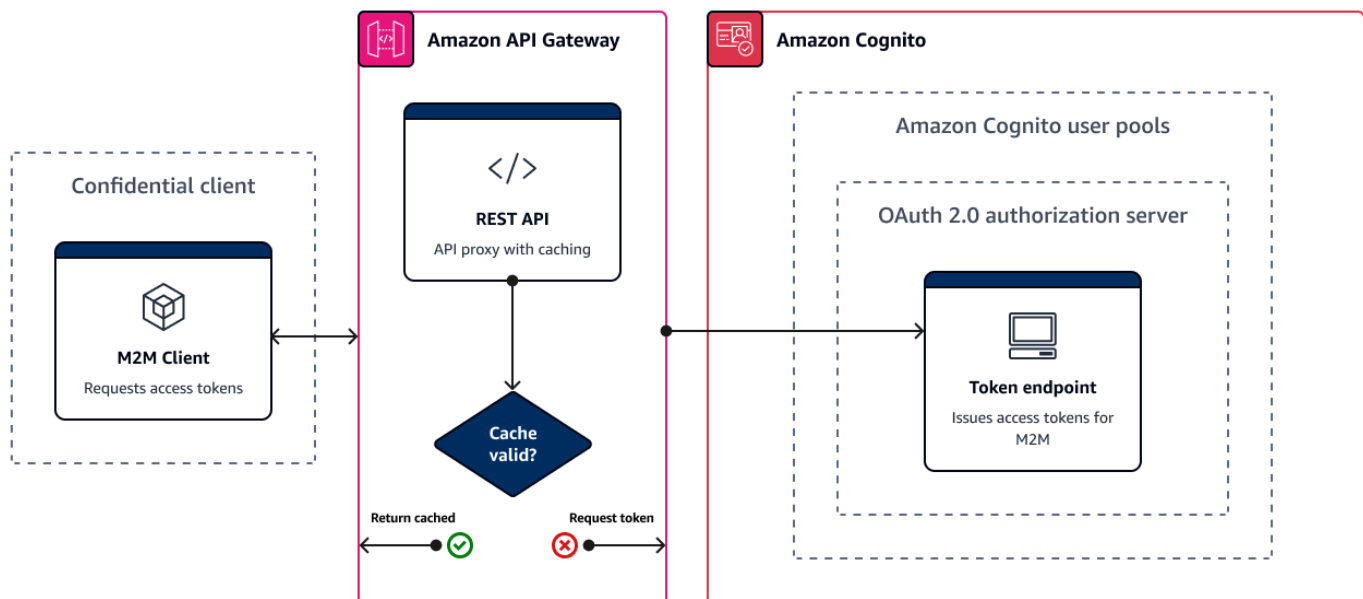 Amazon API Gateway
Amazon Cognito
Amazon Cognito user pools
Confidential client
</>
REST API
API proxy with caching
OAuth 2.0 authorization server
M2M Client
Requests access tokens
Token endpoint
Issues access tokens for
M2M
Cache
valid?
Return cached
Request token